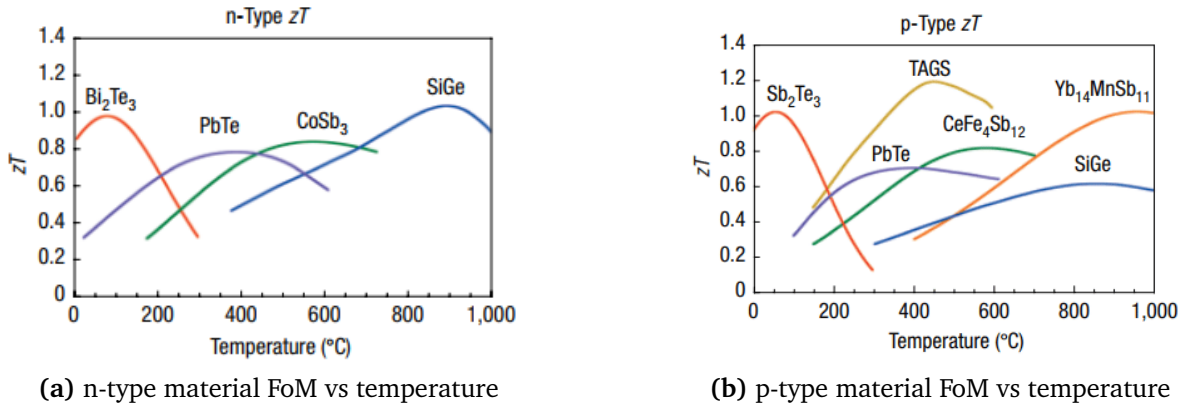 n-Type zT
1.4
1.2
1.0
0.8
0.6
0.4
0.2
0
zT
Bi₂Te₃
PbTe
CoSb₃
SiGe
0 200 400 600 800 1,000
Temperature (°C)
(a) n-type material FoM vs temperature
p-Type zT
1.4
1.2
1.0
0.8
0.6
0.4
0.2
0
zT
Sb₂Te₃
TAGS
Yb₁₄MnSb₁₁
CeFe₄Sb₁₂
PbTe
SiGe
0 200 400 600 800 1,000
Temperature (°C)
(b) p-type material FoM vs temperature